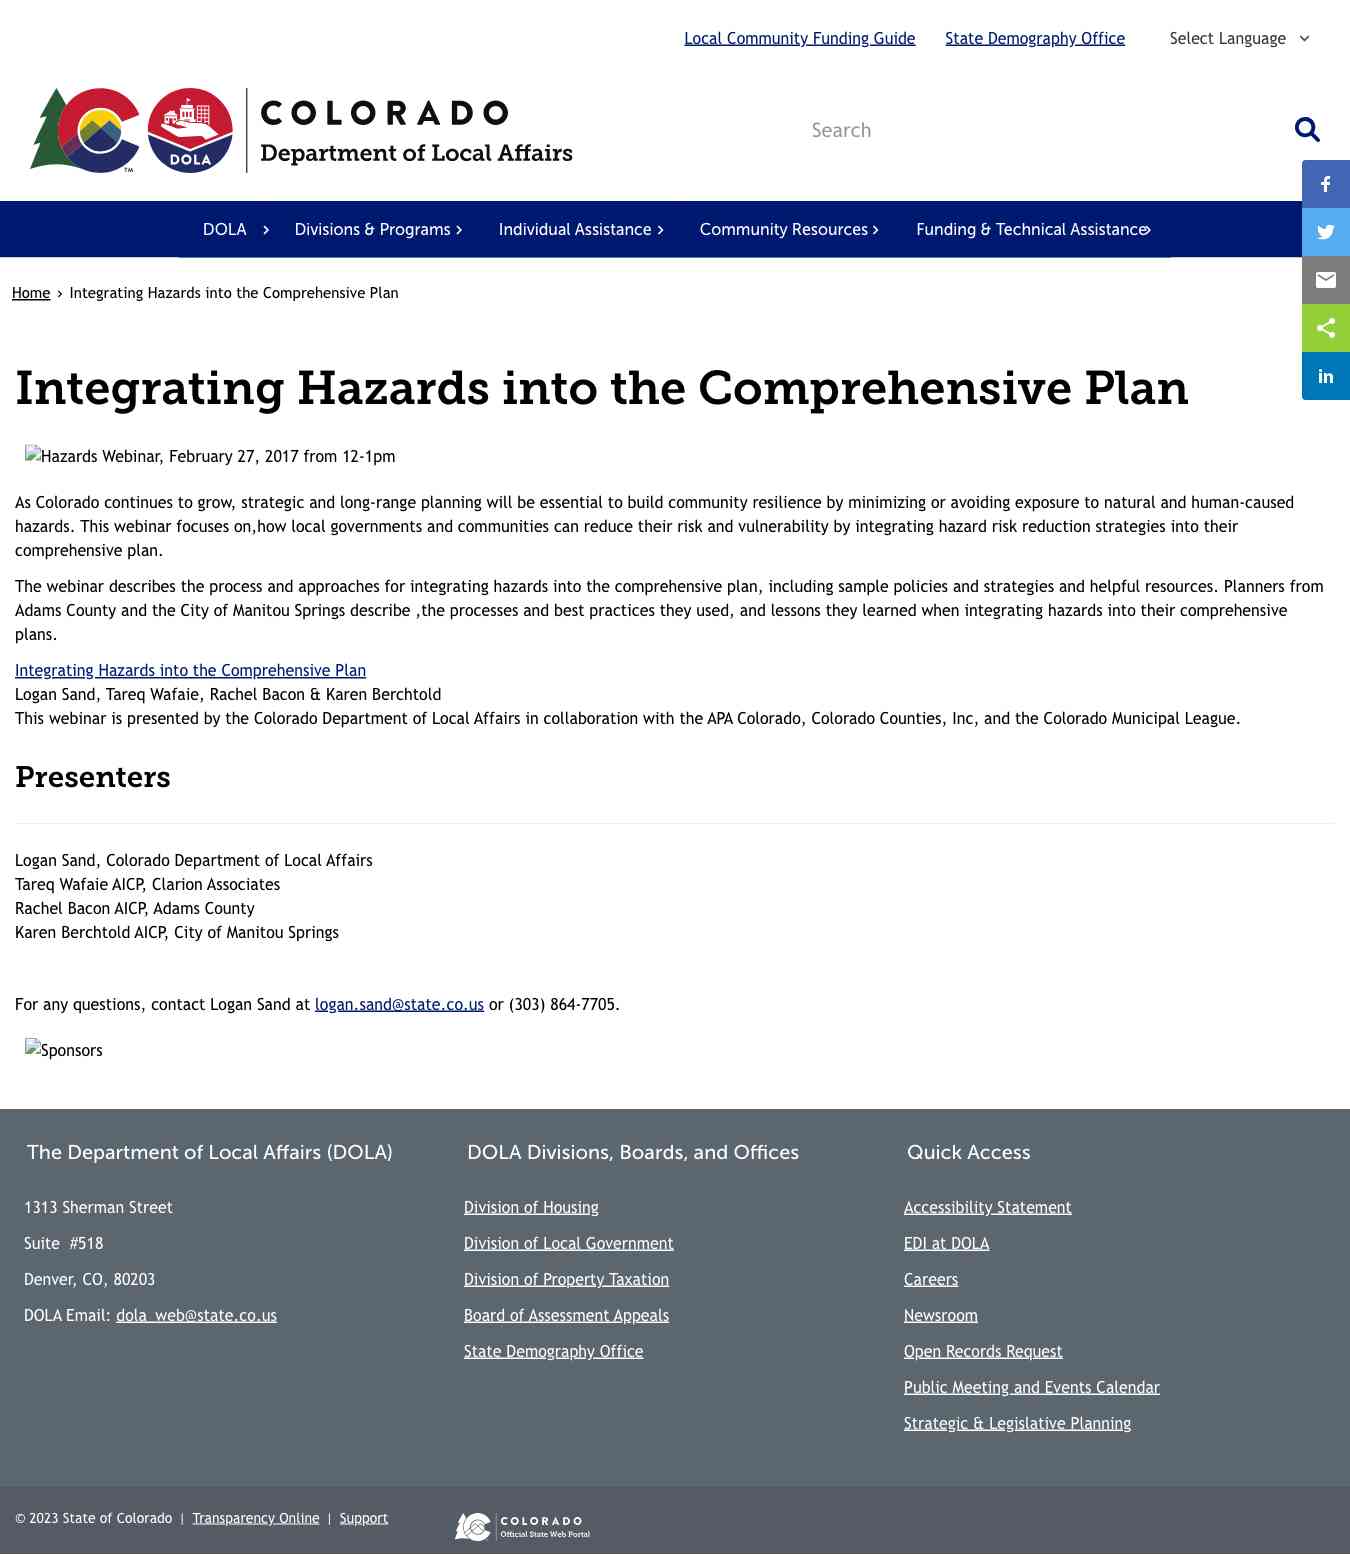 Local Community Funding Guide State Demography Office Select Language
COLORADO
Department of Local Affairs
TM
DOLA
Search
DOLA Divisions & Programs Individual Assistance Community Resources Funding & Technical Assistance
Home › Integrating Hazards into the Comprehensive Plan
Integrating Hazards into the Comprehensive Plan
Hazards Webinar, February 27, 2017 from 12-1pm
As Colorado continues to grow, strategic and long-range planning will be essential to build community resilience by minimizing or avoiding exposure to natural and human-caused
hazards. This webinar focuses on,how local governments and communities can reduce their risk and vulnerability by integrating hazard risk reduction strategies into their
comprehensive plan.
The webinar describes the process and approaches for integrating hazards into the comprehensive plan, including sample policies and strategies and helpful resources. Planners from
Adams County and the City of Manitou Springs describe ,the processes and best practices they used, and lessons they learned when integrating hazards into their comprehensive
plans.
Integrating Hazards into the Comprehensive Plan
Logan Sand, Tareq Wafaie, Rachel Bacon & Karen Berchtold
This webinar is presented by the Colorado Department of Local Affairs in collaboration with the APA Colorado, Colorado Counties, Inc, and the Colorado Municipal League.
Presenters
Logan Sand, Colorado Department of Local Affairs
Tareq Wafaie AICP, Clarion Associates
Rachel Bacon AICP, Adams County
Karen Berchtold AICP, City of Manitou Springs
For any questions, contact Logan Sand at logan.sand@state.co.us or (303) 864-7705.
Sponsors
The Department of Local Affairs (DOLA)
1313 Sherman Street
Suite #518
Denver, CO, 80203
DOLA Email: dola_web@state.co.us
DOLA Divisions, Boards, and Offices
Division of Housing
Division of Local Government
Division of Property Taxation
Board of Assessment Appeals
State Demography Office
Quick Access
Accessibility Statement
EDI at DOLA
Careers
Newsroom
Open Records Request
Public Meeting and Events Calendar
Strategic & Legislative Planning
© 2023 State of Colorado | Transparency Online | Support
COLORADO
Official State Web Portal